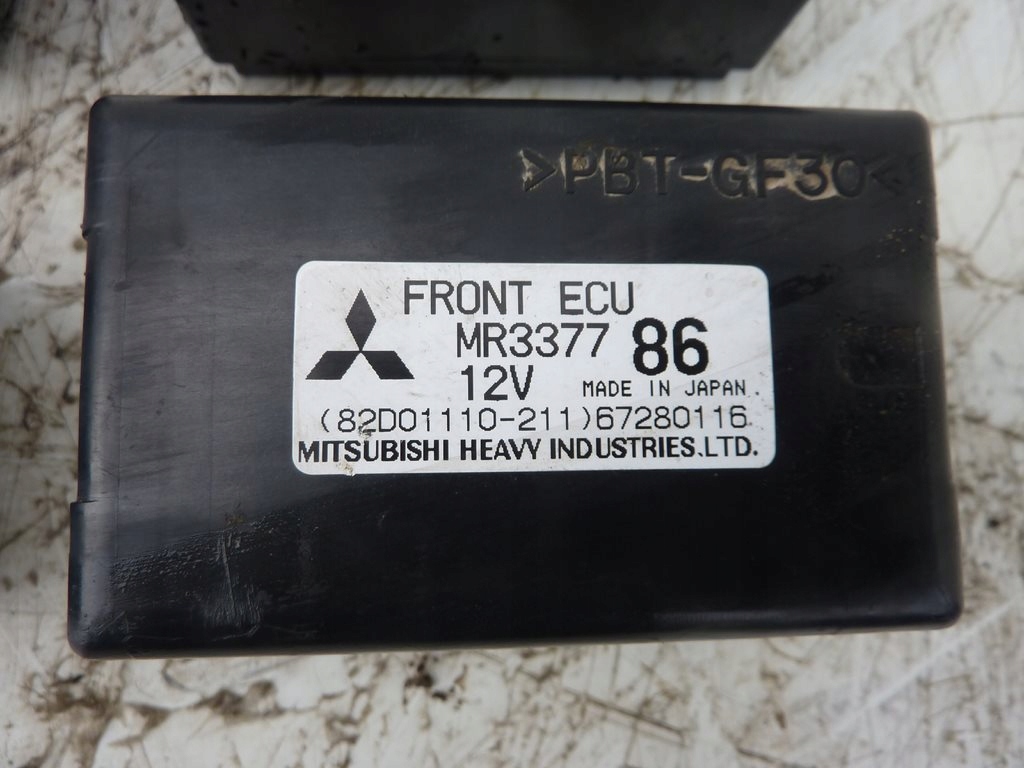 >PBT-GF30<
FRONT ECU
MR3377 86
12V MADE IN JAPAN.
(82D01110-211)67280116
MITSUBISHI HEAVY INDUSTRIES.LTD.